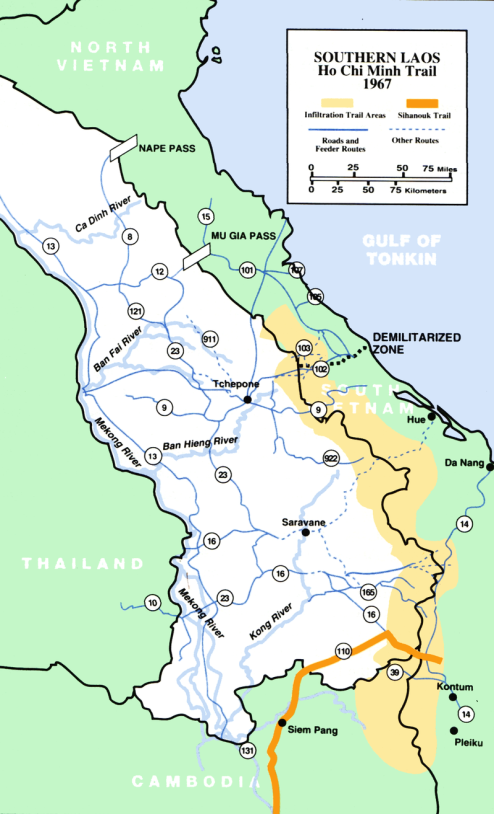 NORTH
VIETNAM
SOUTHERN LAOS
Ho Chi Minh Trail
1967
Infiltration Trail Areas
Sihanouk Trail
Roads and
Feeder Routes
Other Routes
0 25 50 75 Miles
0 25 50 75 Kilometers
NAPE PASS
Ca Dinh River
15
13
8
MU GIA PASS
GULF OF
TONKIN
12
101
107
105
121
Ban Fai River
911
23
103
DEMILITARIZED
ZONE
102
Tchepone
SOUTH
VIETNAM
9
9
Hue
Mekong River
Ban Hieng River
13
922
Da Nang
23
14
Saravane
16
THAILAND
16
10
Mekong River
23
165
Kong River
16
110
39
Kontum
14
Siem Pang
Pleiku
131
CAMBODIA